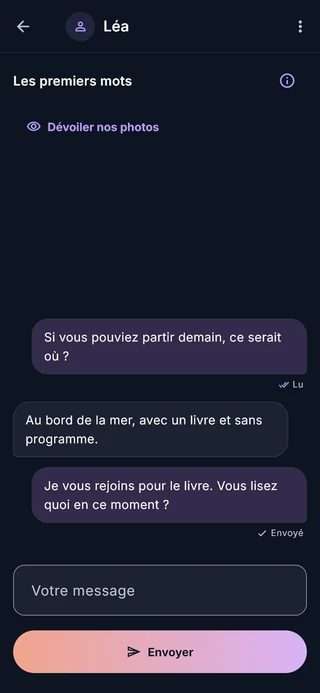 Léa
Les premiers mots
Dévoiler nos photos
Si vous pouviez partir demain, ce serait
où ?
Lu
Au bord de la mer, avec un livre et sans
programme.
Je vous rejoins pour le livre. Vous lisez
quoi en ce moment ?
Envoyé
Votre message
Envoyer